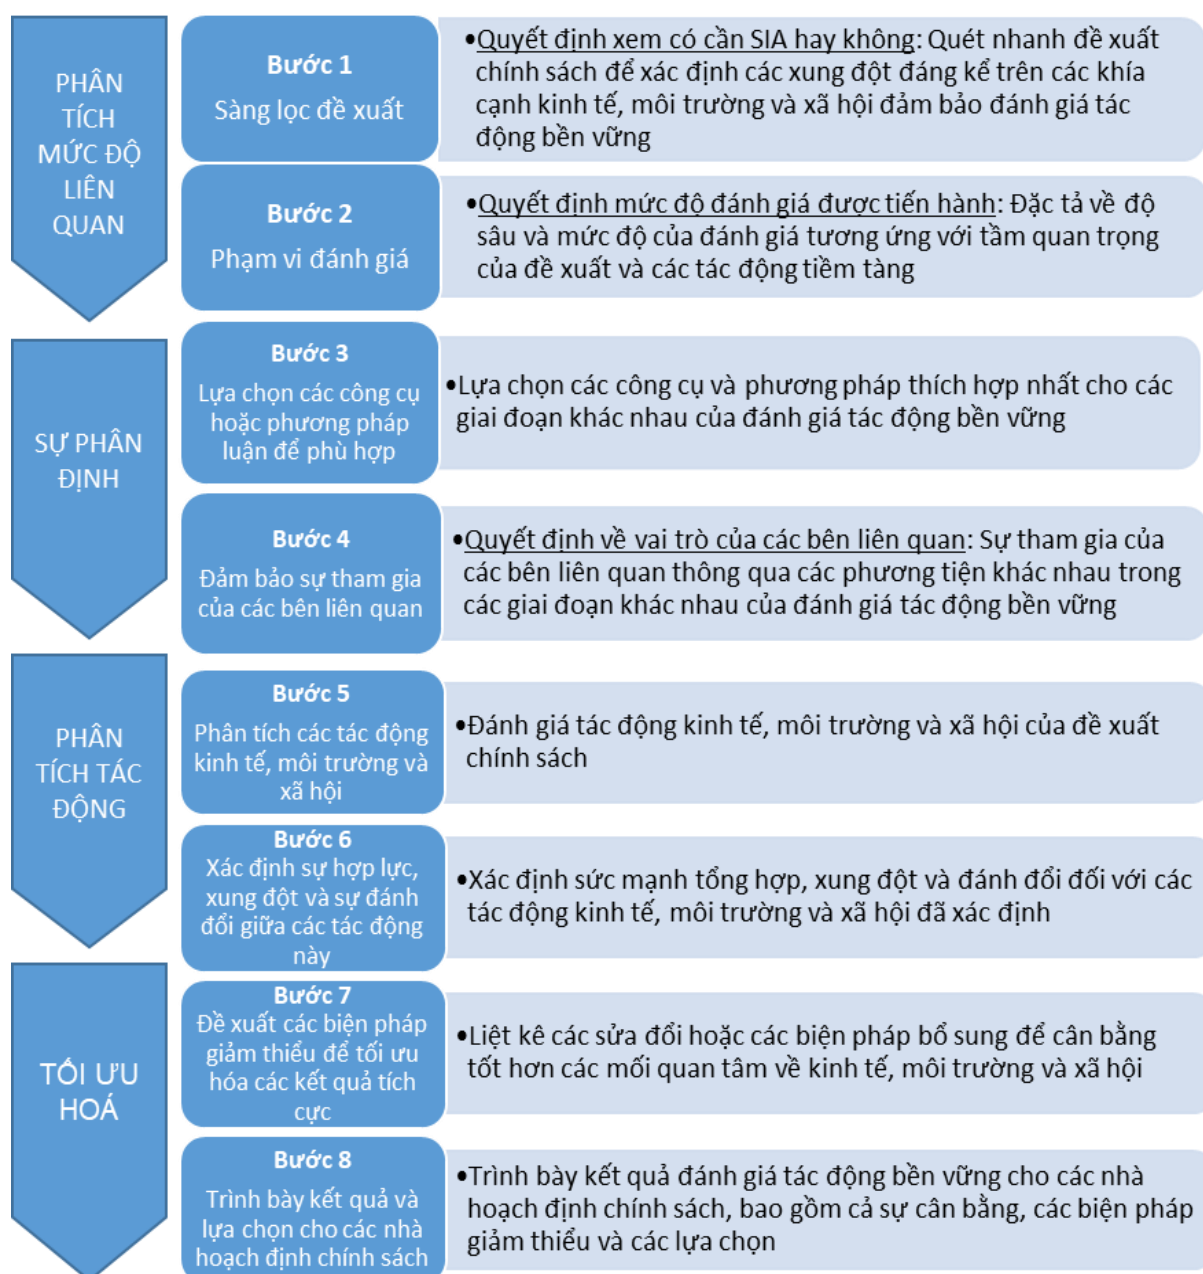 PHÂN
TÍCH
MỨC ĐỘ
LIÊN
QUAN
Bước 1
Sàng lọc đề xuất
•Quyết định xem có cần SIA hay không: Quét nhanh đề xuất
chính sách để xác định các xung đột đáng kể trên các khía
cạnh kinh tế, môi trường và xã hội đảm bảo đánh giá tác
động bền vững
Bước 2
Phạm vi đánh giá
•Quyết định mức độ đánh giá được tiến hành: Đặc tả về độ
sâu và mức độ của đánh giá tương ứng với tầm quan trọng
của đề xuất và các tác động tiềm tàng
SỰ PHÂN
ĐỊNH
Bước 3
Lựa chọn các công cụ
hoặc phương pháp
luận để phù hợp
•Lựa chọn các công cụ và phương pháp thích hợp nhất cho các
giai đoạn khác nhau của đánh giá tác động bền vững
Bước 4
Đảm bảo sự tham gia
của các bên liên quan
•Quyết định về vai trò của các bên liên quan: Sự tham gia của
các bên liên quan thông qua các phương tiện khác nhau trong
các giai đoạn khác nhau của đánh giá tác động bền vững
PHÂN
TÍCH TÁC
ĐỘNG
Bước 5
Phân tích các tác động
kinh tế, môi trường và
xã hội
•Đánh giá tác động kinh tế, môi trường và xã hội của đề xuất
chính sách
Bước 6
Xác định sự hợp lực,
xung đột và sự đánh
đổi giữa các tác động
này
•Xác định sức mạnh tổng hợp, xung đột và đánh đổi đối với các
tác động kinh tế, môi trường và xã hội đã xác định
TỐI ƯU
HOÁ
Bước 7
Đề xuất các biện pháp
giảm thiểu để tối ưu
hóa các kết quả tích
cực
•Liệt kê các sửa đổi hoặc các biện pháp bổ sung để cân bằng
tốt hơn các mối quan tâm về kinh tế, môi trường và xã hội
Bước 8
Trình bày kết quả và
lựa chọn cho các nhà
hoạch định chính sách
•Trình bày kết quả đánh giá tác động bền vững cho các nhà
hoạch định chính sách, bao gồm cả sự cân bằng, các biện pháp
giảm thiểu và các lựa chọn